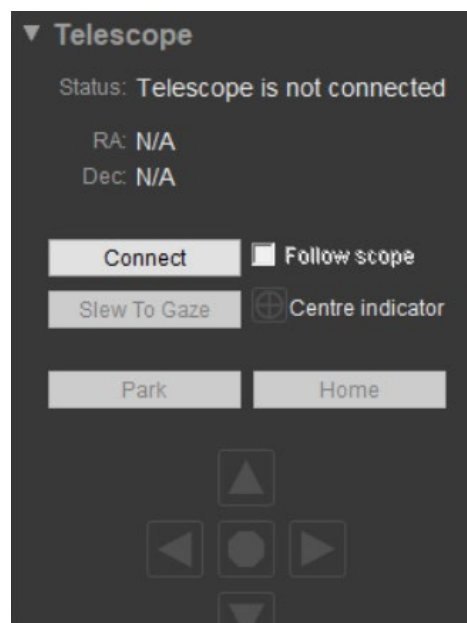 Telescope
Status: Telescope is not connected
RA: N/A
Dec: N/A
Connect Follow scope
Slew To Gaze Centre indicator
Park Home